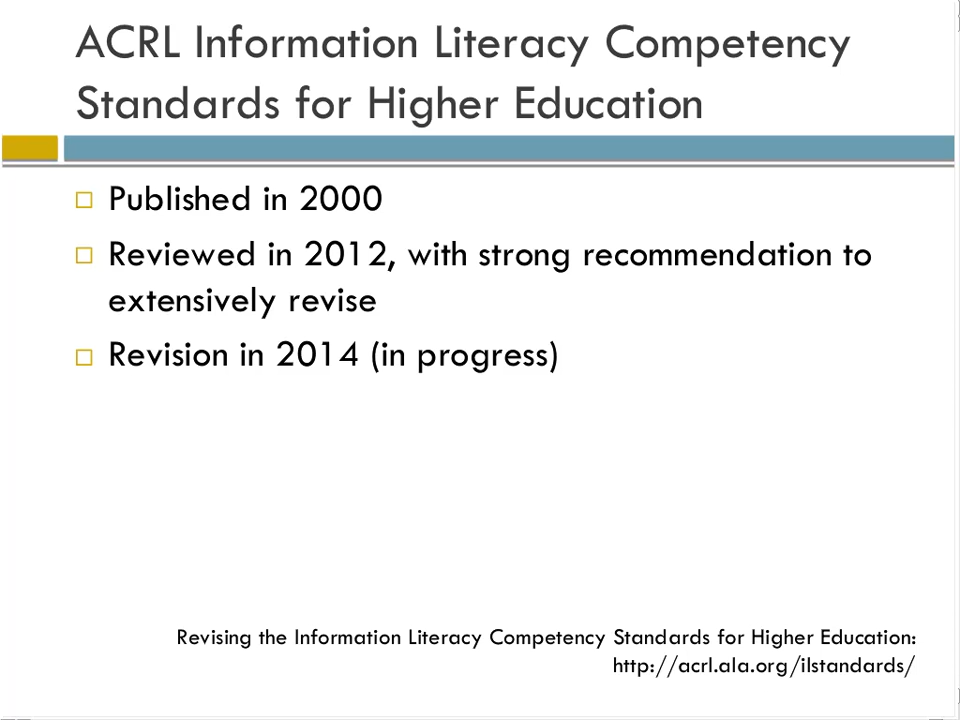 ACRL Information Literacy Competency
Standards for Higher Education
Published in 2000
Reviewed in 2012, with strong recommendation to
extensively revise
Revision in 2014 (in progress)
Revising the Information Literacy Competency Standards for Higher Education:
http://acrl.ala.org/ilstandards/